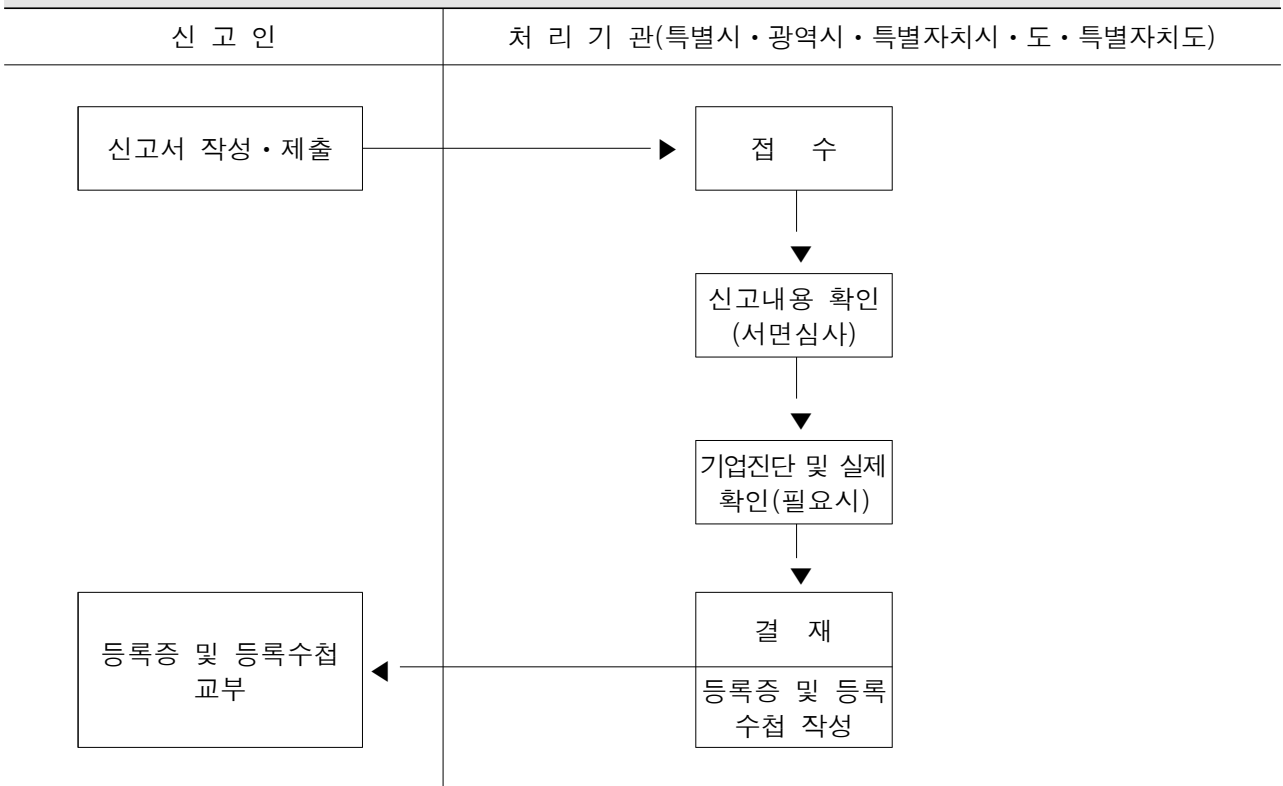 신 고 인
처 리 기 관(특별시・광역시・특별자치시・도・특별자치도)
신고서 작성・제출
접 수
신고내용 확인
(서면심사)
기업진단 및 실제
확인(필요시)
결 재
등록증 및 등록
수첩 작성
등록증 및 등록수첩
교부